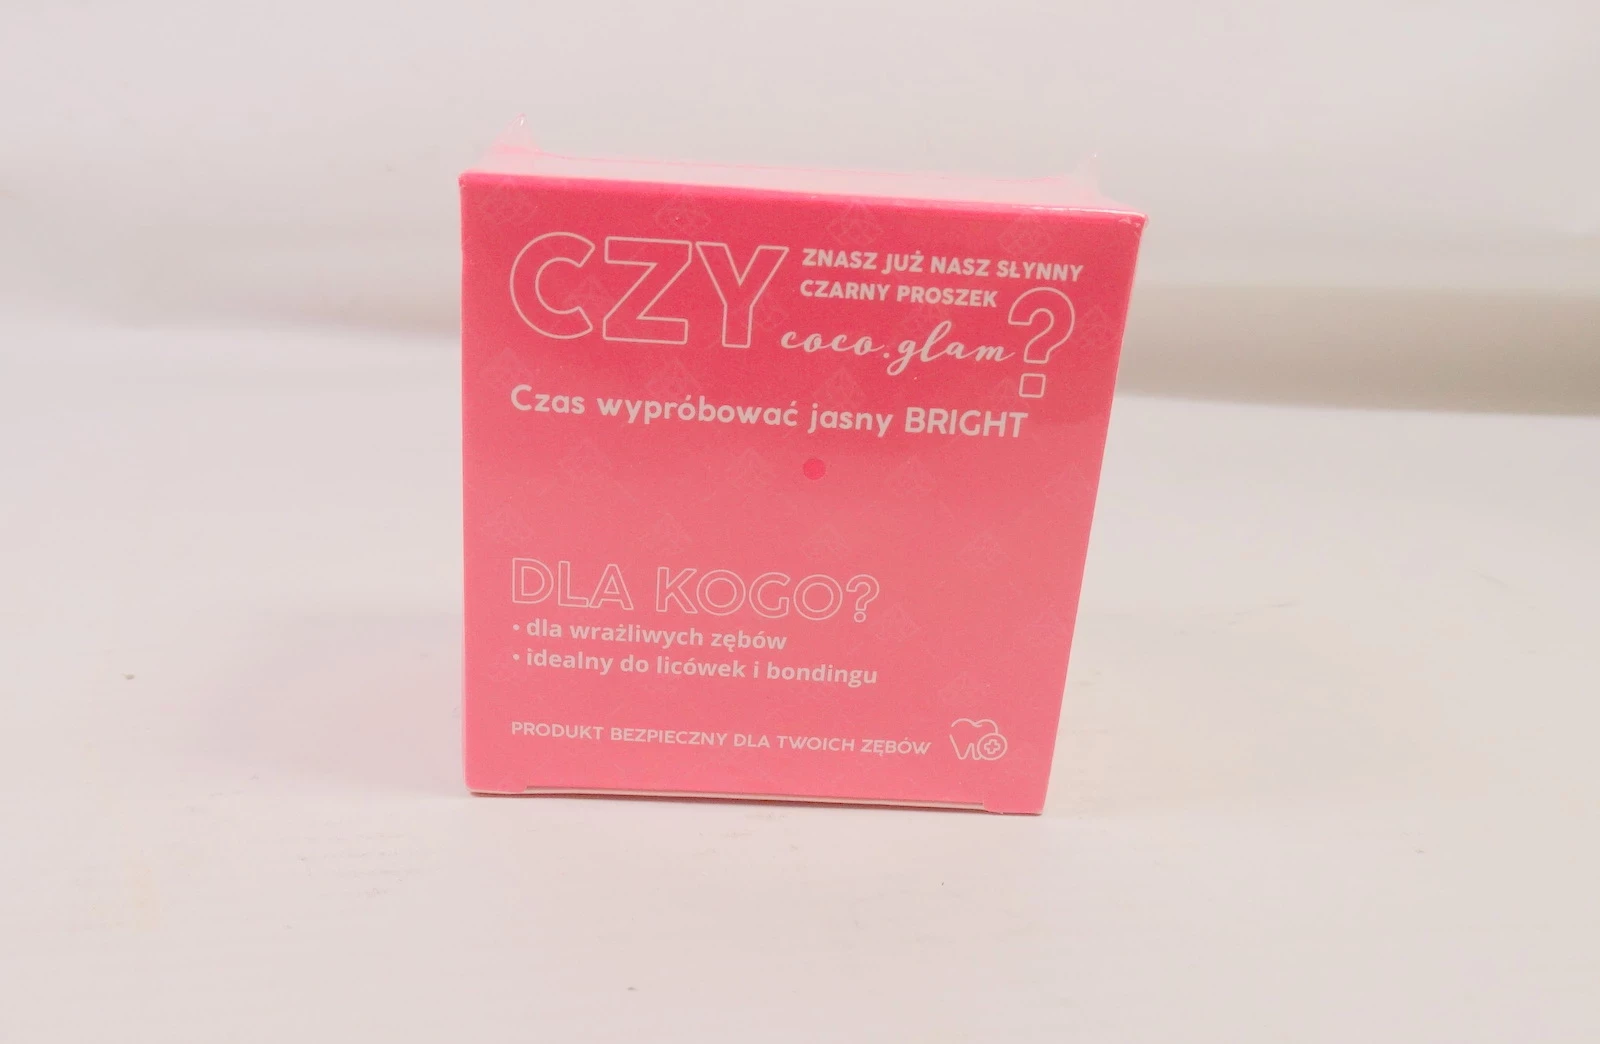 CZY ZNASZ JUŻ NASZ SŁYNNY
CZARNY PROSZEK
coco.glam?
Czas wypróbować jasny BRIGHT
DLA KOGO?
• dla wrażliwych zębów
• idealny do licówek i bondingu
PRODUKT BEZPIECZNY DLA TWOICH ZĘBÓW